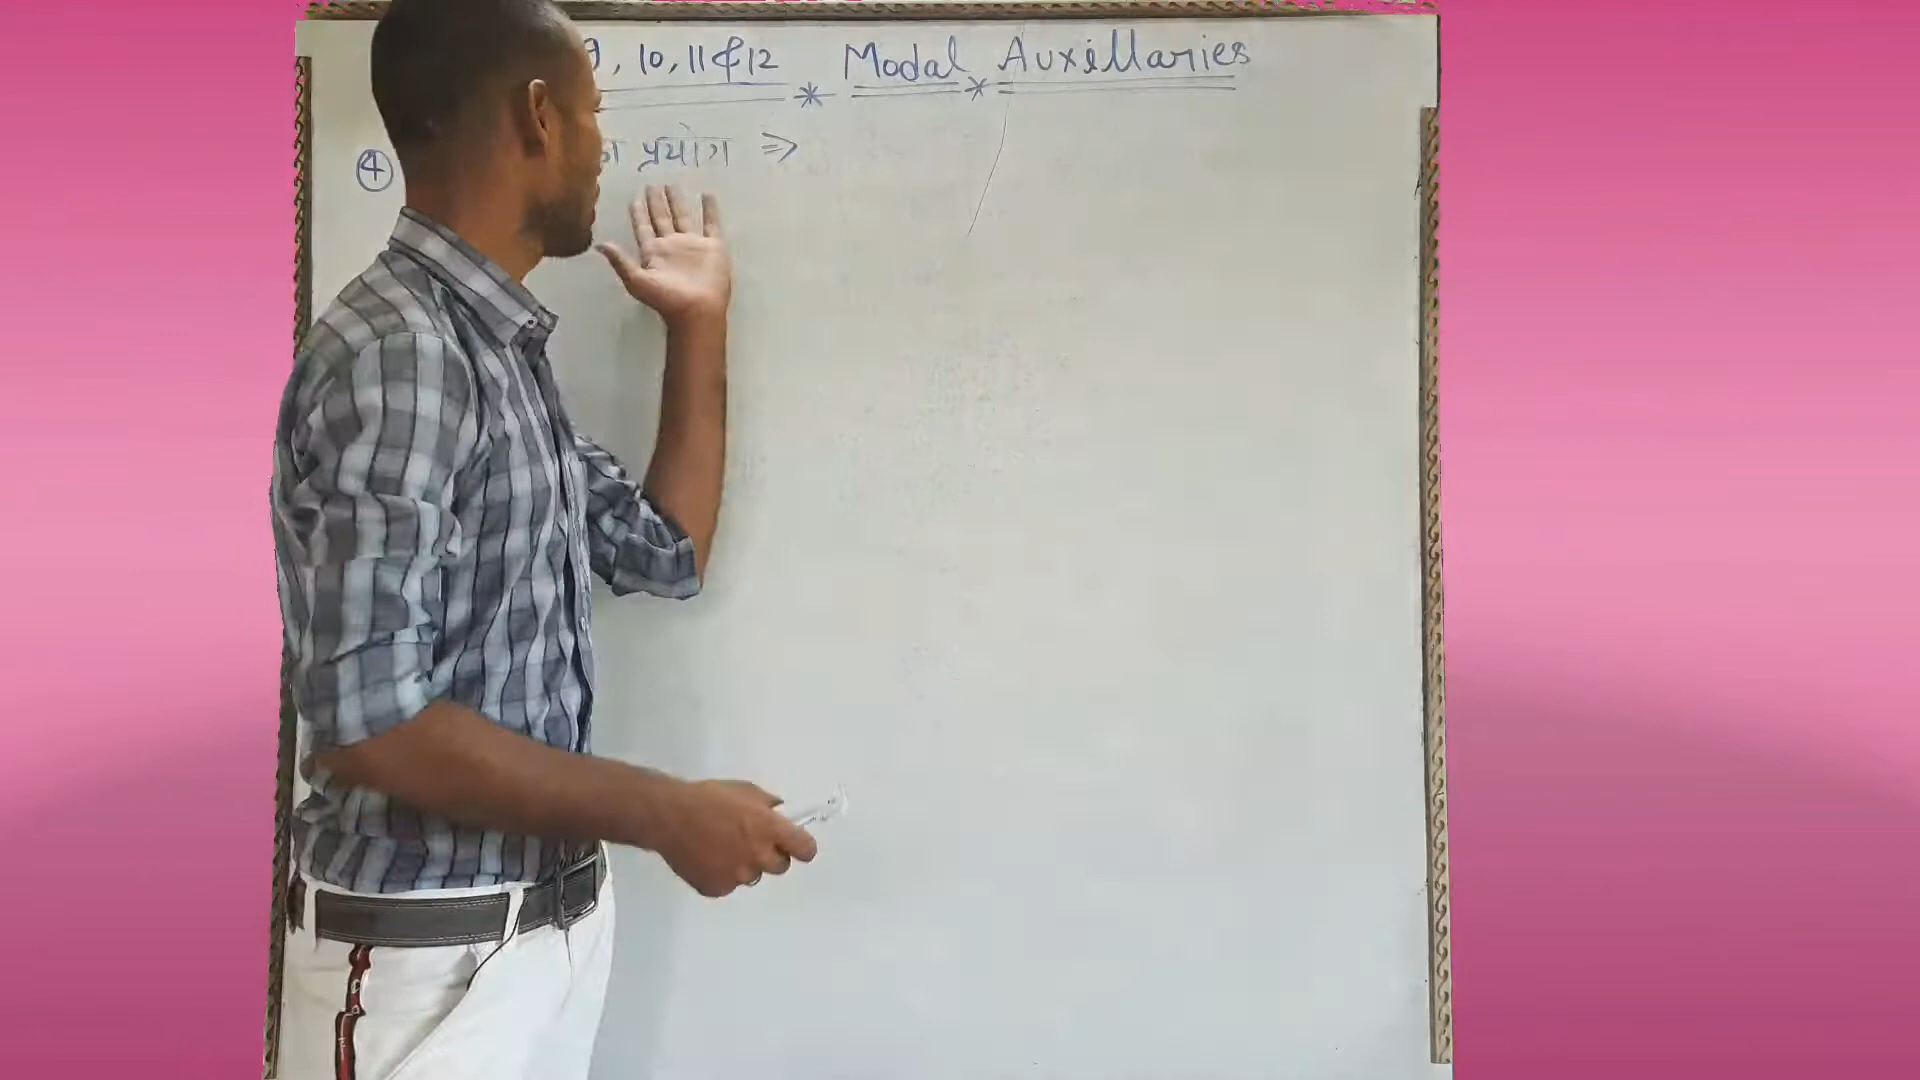 9, 10, 11 & 12 * Modal * Auxillaries
④ का प्रयोग ⇒